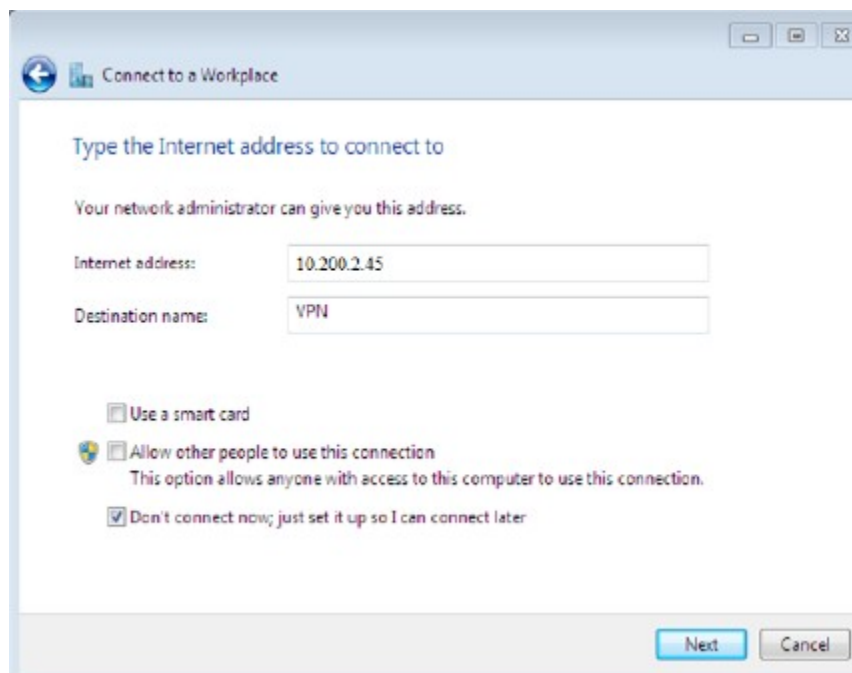 Connect to a Workplace
Type the Internet address to connect to
Your network administrator can give you this address.
Internet address: 10.200.2.45
Destination name: VPN
Use a smart card
Allow other people to use this connection
This option allows anyone with access to this computer to use this connection.
Don't connect now; just set it up so I can connect later
Next Cancel